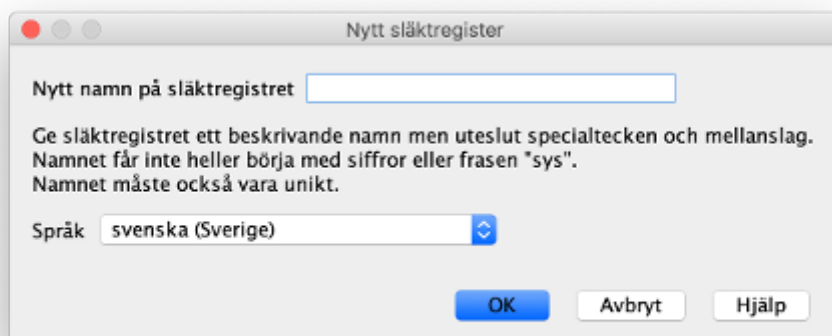 Nytt släktregister
Nytt namn på släktregistret
Ge släktregistret ett beskrivande namn men uteslut specialtecken och mellanslag.
Namnet får inte heller börja med siffror eller frasen "sys".
Namnet måste också vara unikt.
Språk svenska (Sverige)
OK Avbryt Hjälp